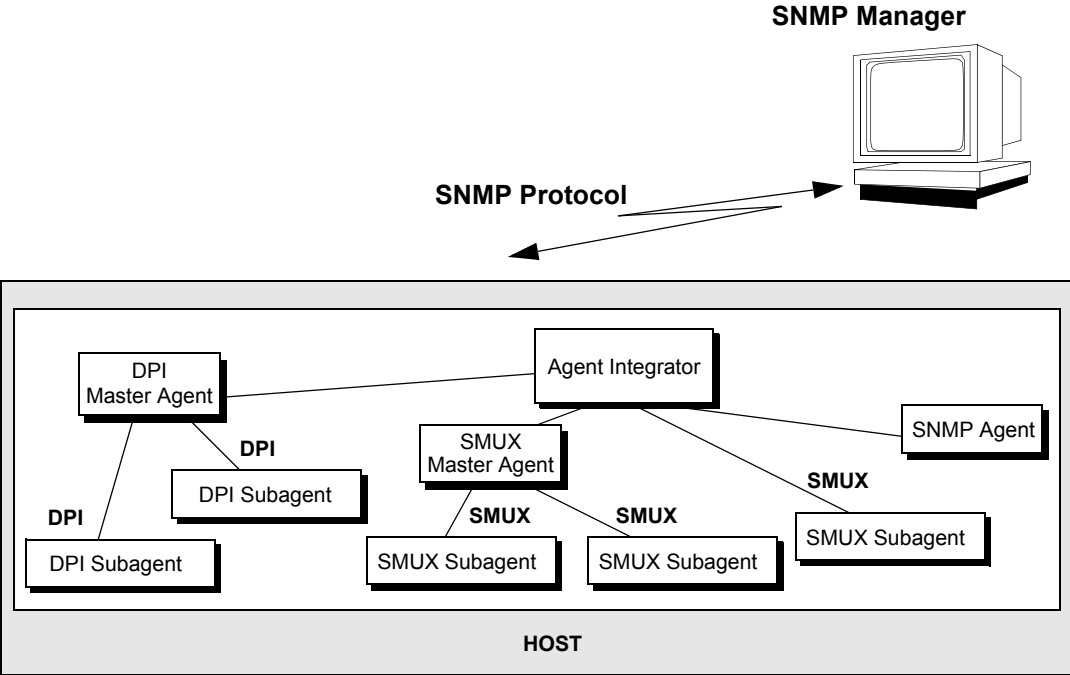 SNMP Manager
SNMP Protocol
DPI
Master Agent
Agent Integrator
SNMP Agent
SMUX
Master Agent
DPI
DPI Subagent
SMUX
DPI
SMUX
SMUX
SMUX Subagent
DPI Subagent
SMUX Subagent
SMUX Subagent
HOST